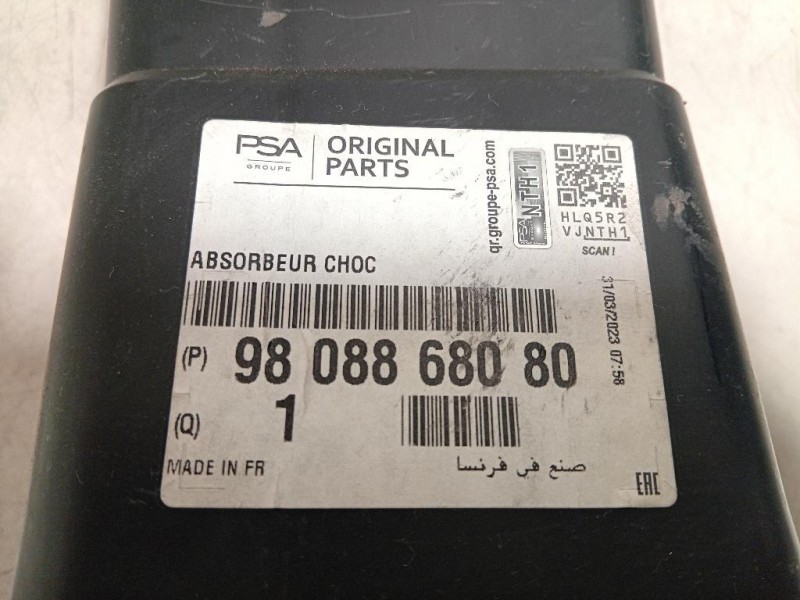 PSA
GROUPE
ORIGINAL
PARTS
qr.groupe-psa.com
PSA
NTH1
HLQ5R2
VJNTH1
SCAN!
ABSORBEUR CHOC
31/03/2023 07:58
(P) 98 088 680 80
(Q) 1
MADE IN FR
صنع في فرنسا
EAC